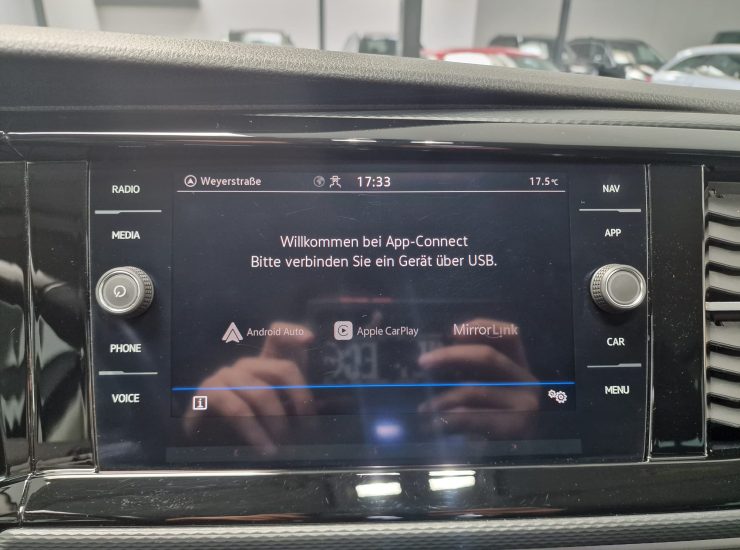 RADIO
MEDIA
PHONE
VOICE
Weyerstraße 17:33 17.5°C
Willkommen bei App-Connect
Bitte verbinden Sie ein Gerät über USB.
Android Auto Apple CarPlay MirrorLink
NAV
APP
CAR
MENU